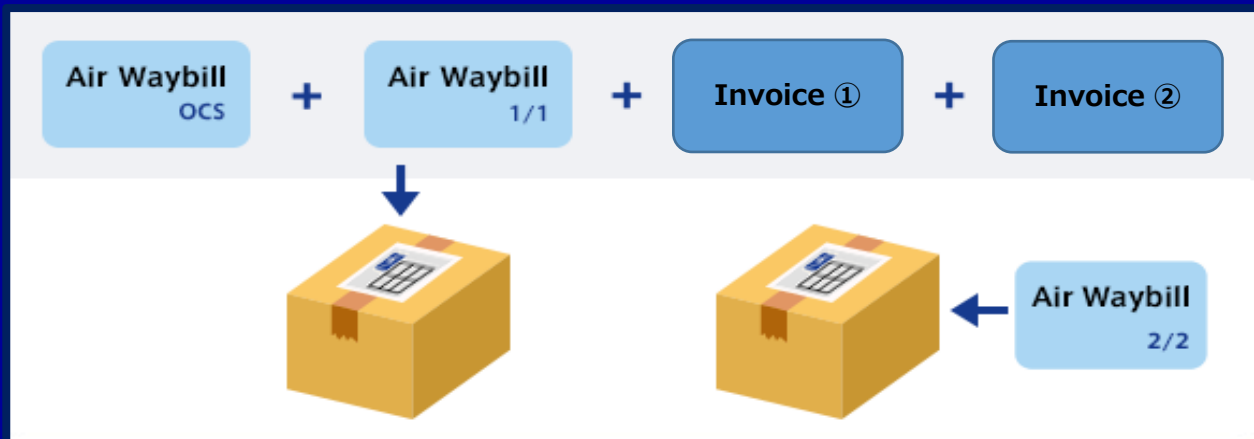 Air Waybill
OCS
+
Air Waybill
1/1
+
Invoice ①
+
Invoice ②
Air Waybill
2/2